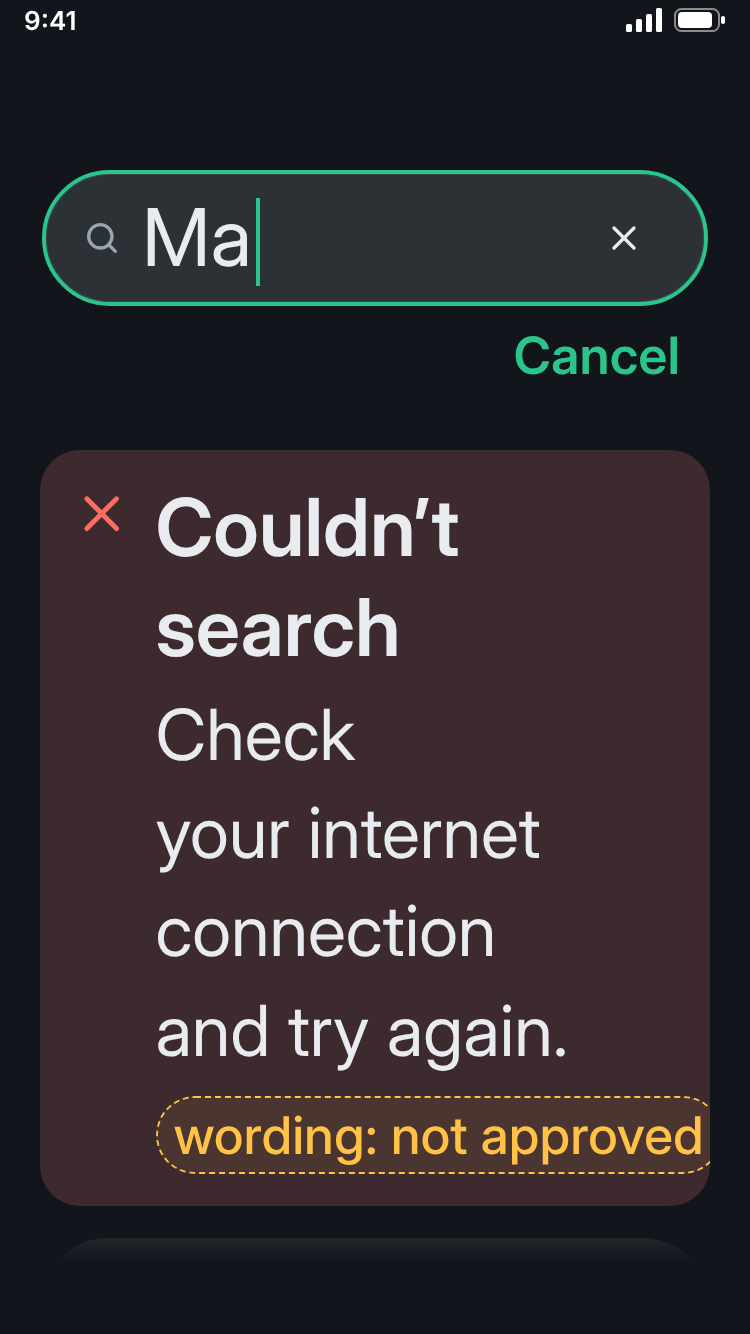 9:41
Ma
Cancel
Couldn’t
search
Check
your internet
connection
and try again.
wording: not approved